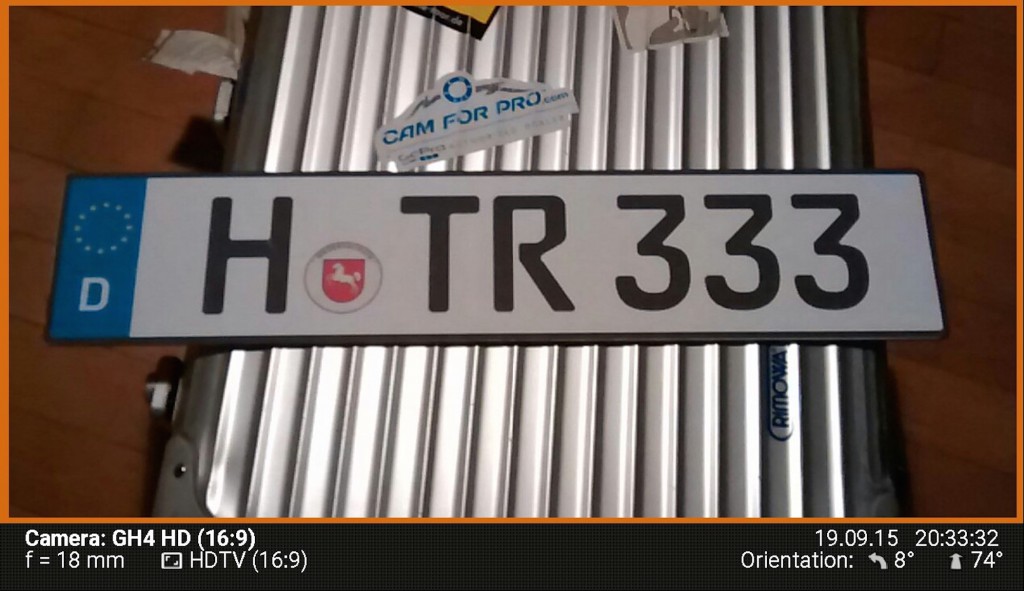 CAM FOR PRO.com
D H TR 333
RIMOWA
Camera: GH4 HD (16:9)
f = 18 mm HDTV (16:9)
19.09.15 20:33:32
Orientation: 8° 74°